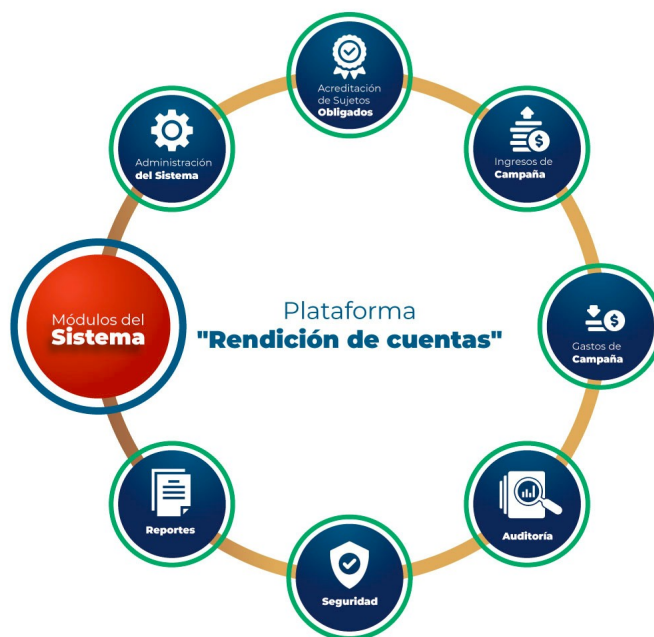 Acreditación
de Sujetos
Obligados
Administración
del Sistema
Ingresos de
Campaña
Módulos del
Sistema
Plataforma
"Rendición de cuentas"
Gastos de
Campaña
Reportes
Auditoría
Seguridad